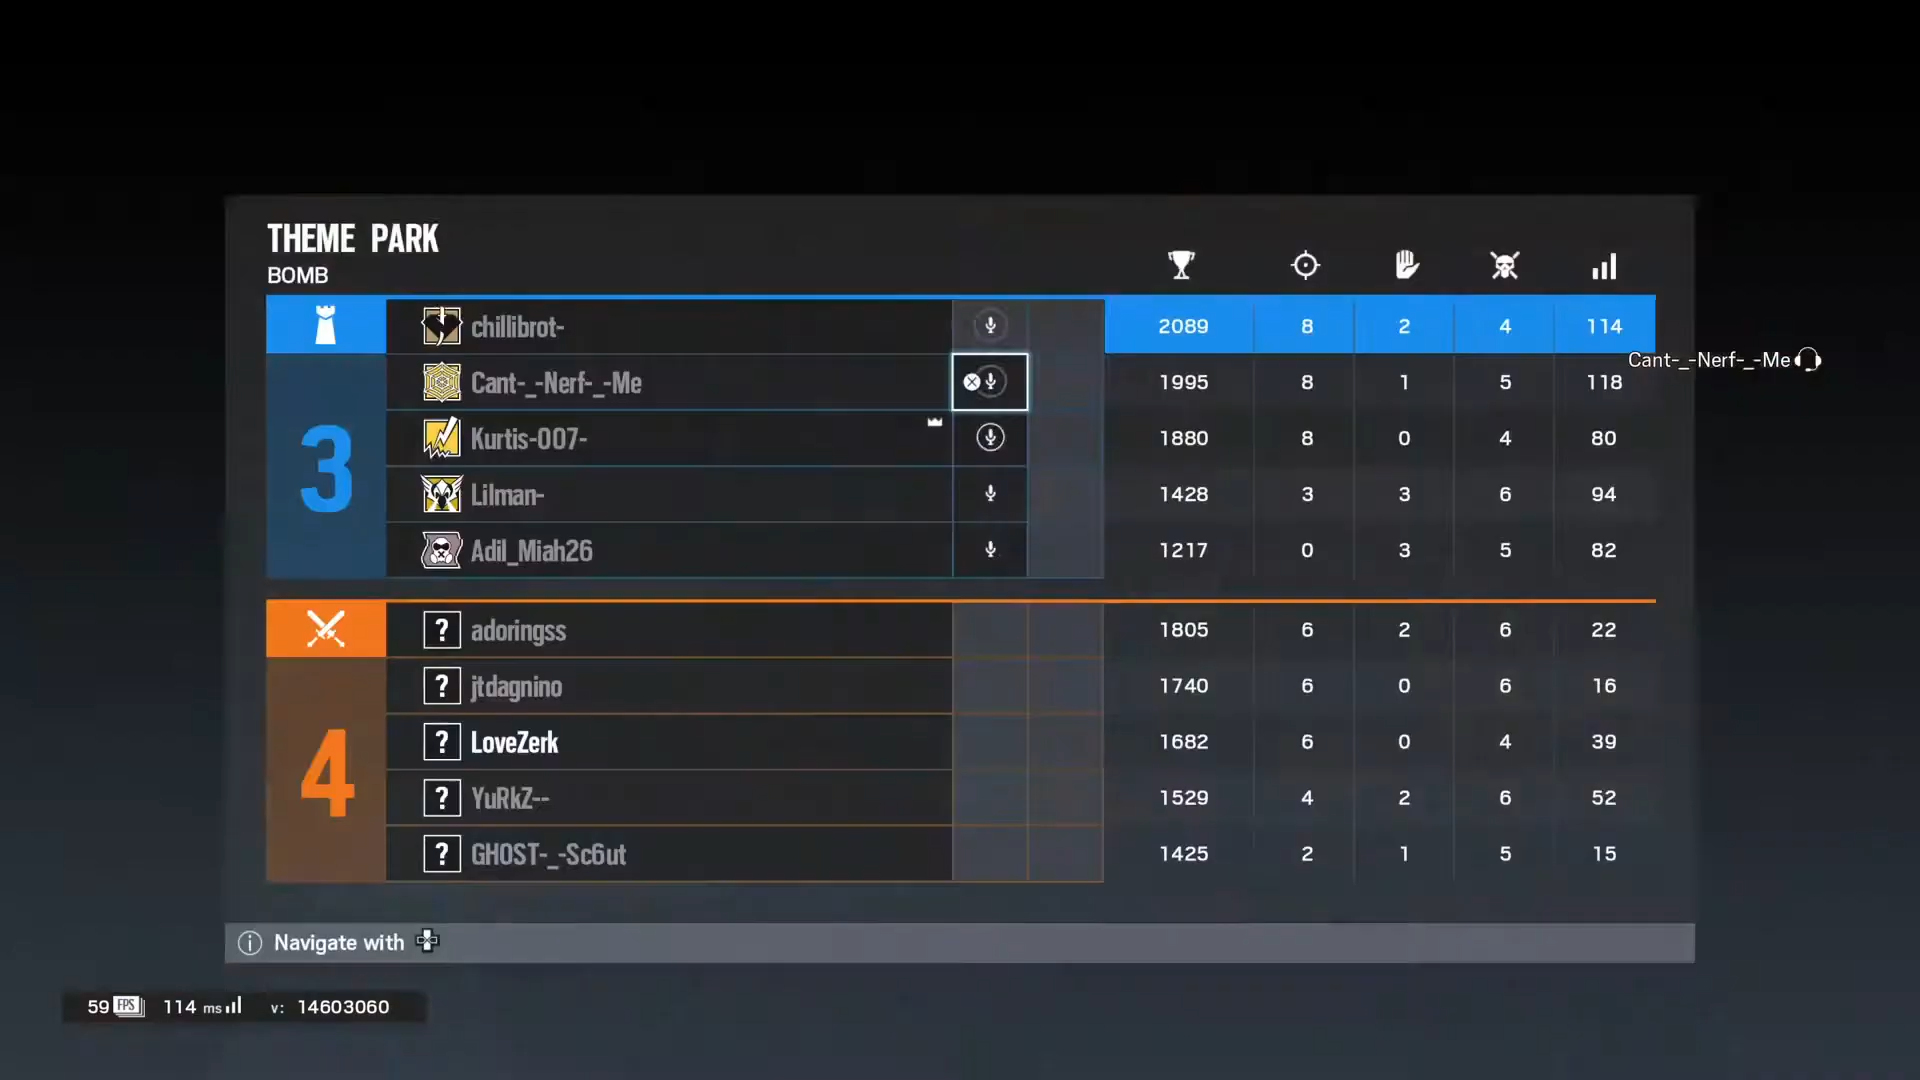 THEME PARK
BOMB
chillibrot- 2089 8 2 4 114
Cant-_-Nerf-_-Me
Cant-_-Nerf-_-Me 1995 8 1 5 118
Kurtis-007- 1880 8 0 4 80
3
Lilman- 1428 3 3 6 94
Adil_Miah26 1217 0 3 5 82
? adoringss 1805 6 2 6 22
? jtdagnino 1740 6 0 6 16
? LoveZerk 1682 6 0 4 39
4
? YuRkZ-- 1529 4 2 6 52
? GHOST-_-Sc6ut 1425 2 1 5 15
i Navigate with
59 FPS 114 ms v: 14603060